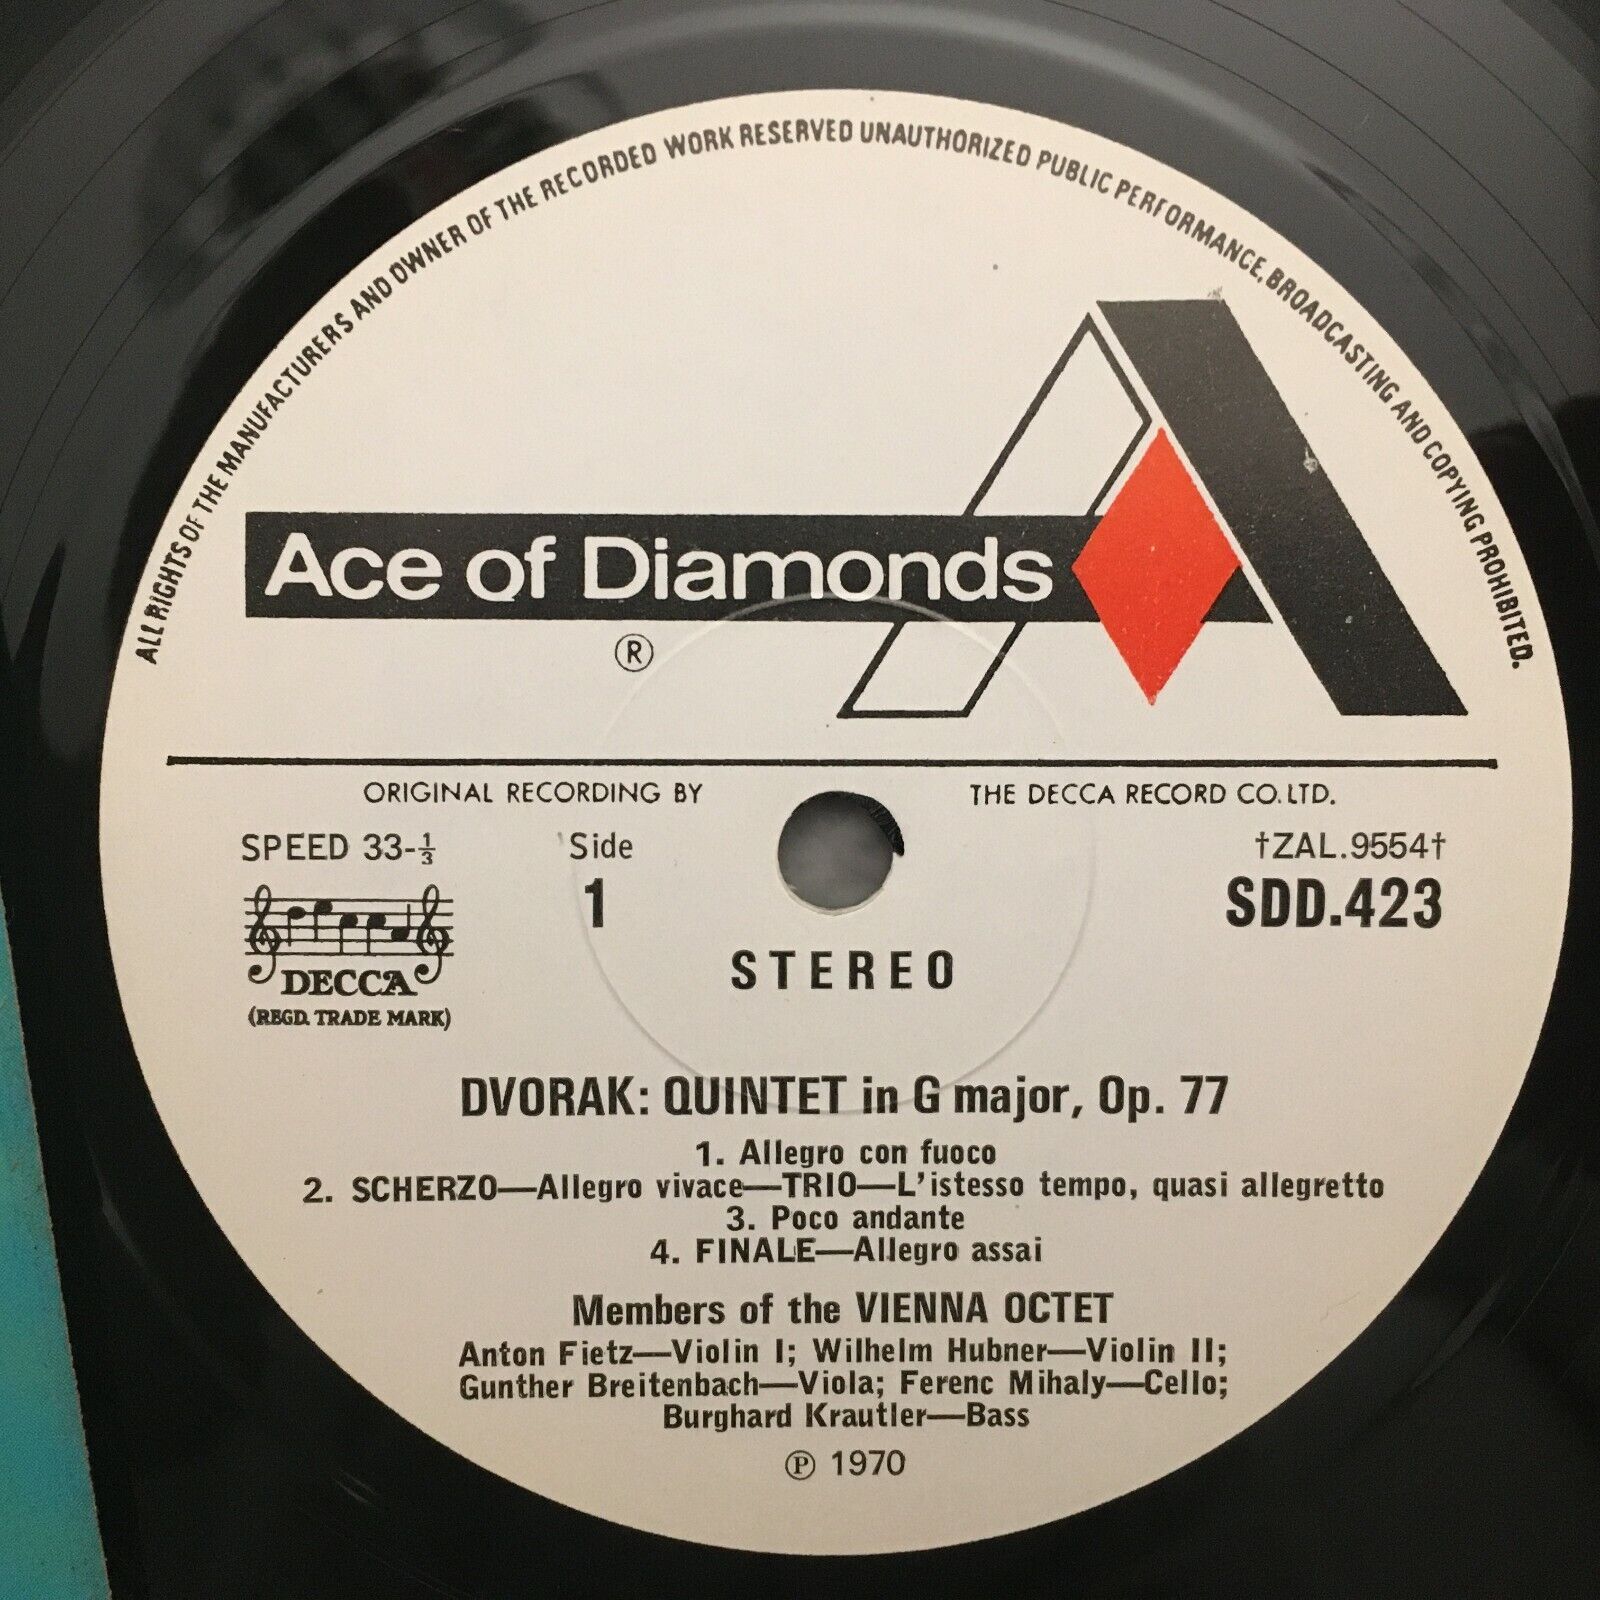 ALL RIGHTS OF THE MANUFACTURERS AND OWNER OF THE RECORDED WORK RESERVED UNAUTHORIZED PUBLIC PERFORMANCE, BROADCASTING AND COPYING PROHIBITED.
Ace of Diamonds
®
ORIGINAL RECORDING BY THE DECCA RECORD CO. LTD.
SPEED 33-⅓ Side †ZAL.9554†
1 SDD.423
DECCA
(REGD. TRADE MARK)
STEREO
DVORAK: QUINTET in G major, Op. 77
1. Allegro con fuoco
2. SCHERZO—Allegro vivace—TRIO—L'istesso tempo, quasi allegretto
3. Poco andante
4. FINALE—Allegro assai
Members of the VIENNA OCTET
Anton Fietz—Violin I; Wilhelm Hubner—Violin II;
Gunther Breitenbach—Viola; Ferenc Mihaly—Cello;
Burghard Krautler—Bass
℗ 1970